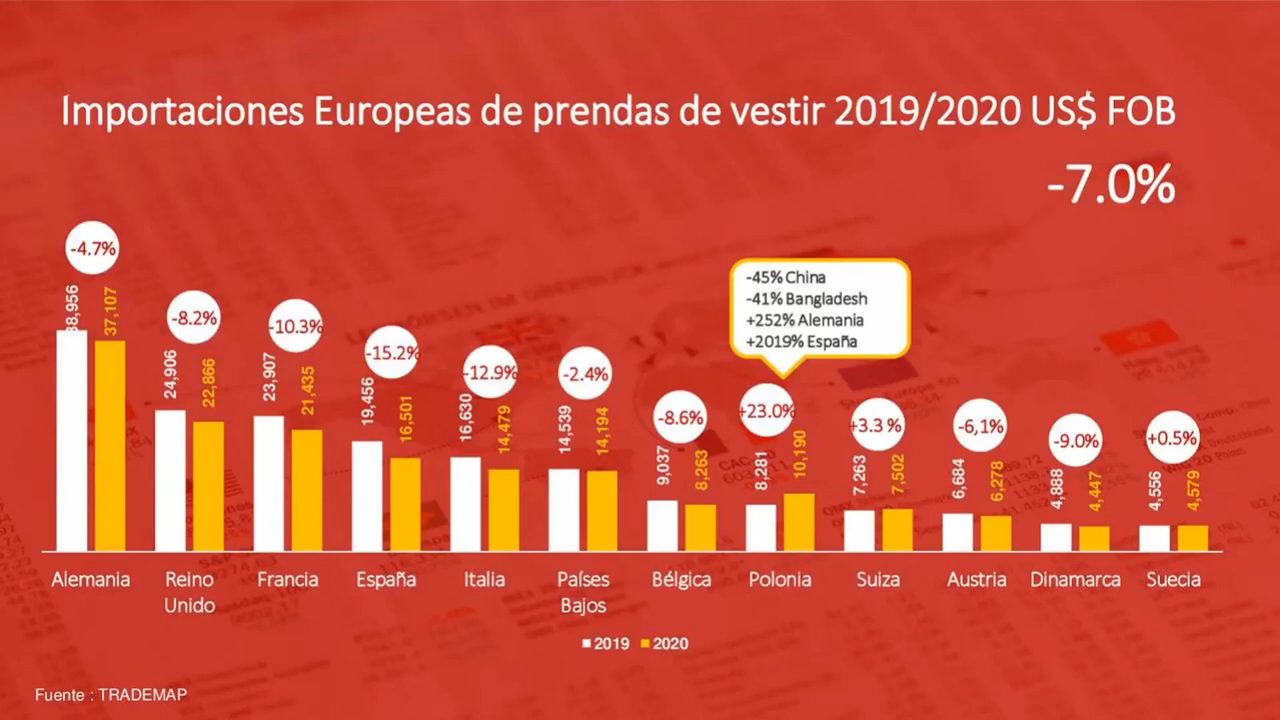 Importaciones Europeas de prendas de vestir 2019/2020 US$ FOB
-7.0%
-45% China
-41% Bangladesh
+252% Alemania
+2019% España
-4.7%
-8.2%
-10.3%
-15.2%
-12.9%
-2.4%
-8.6%
+23.0%
+3.3 %
-6,1%
-9.0%
+0.5%
38,956
37,107
24,906
22,866
23,907
21,435
19,456
16,501
16,630
14,479
14,539
14,194
9,037
8,263
8,281
10,190
7,263
7,502
6,684
6,278
4,888
4,447
4,556
4,579
Alemania
Reino
Unido
Francia
España
Italia
Países
Bajos
Bélgica
Polonia
Suiza
Austria
Dinamarca
Suecia
2019 2020
Fuente : TRADEMAP